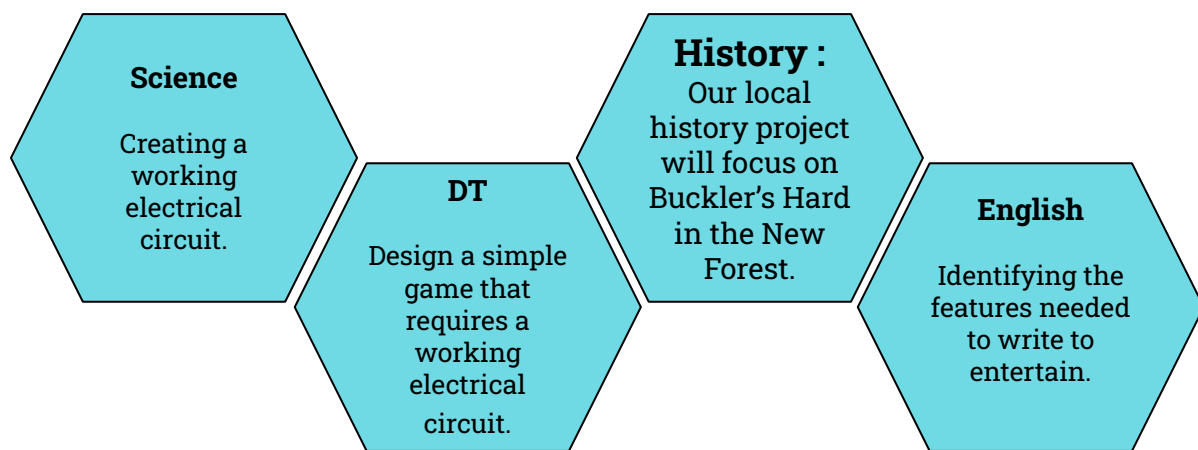 Science
Creating a
working
electrical
circuit.
DT
Design a simple
game that
requires a
working
electrical
circuit.
History :
Our local
history project
will focus on
Buckler’s Hard
in the New
Forest.
English
Identifying the
features needed
to write to
entertain.